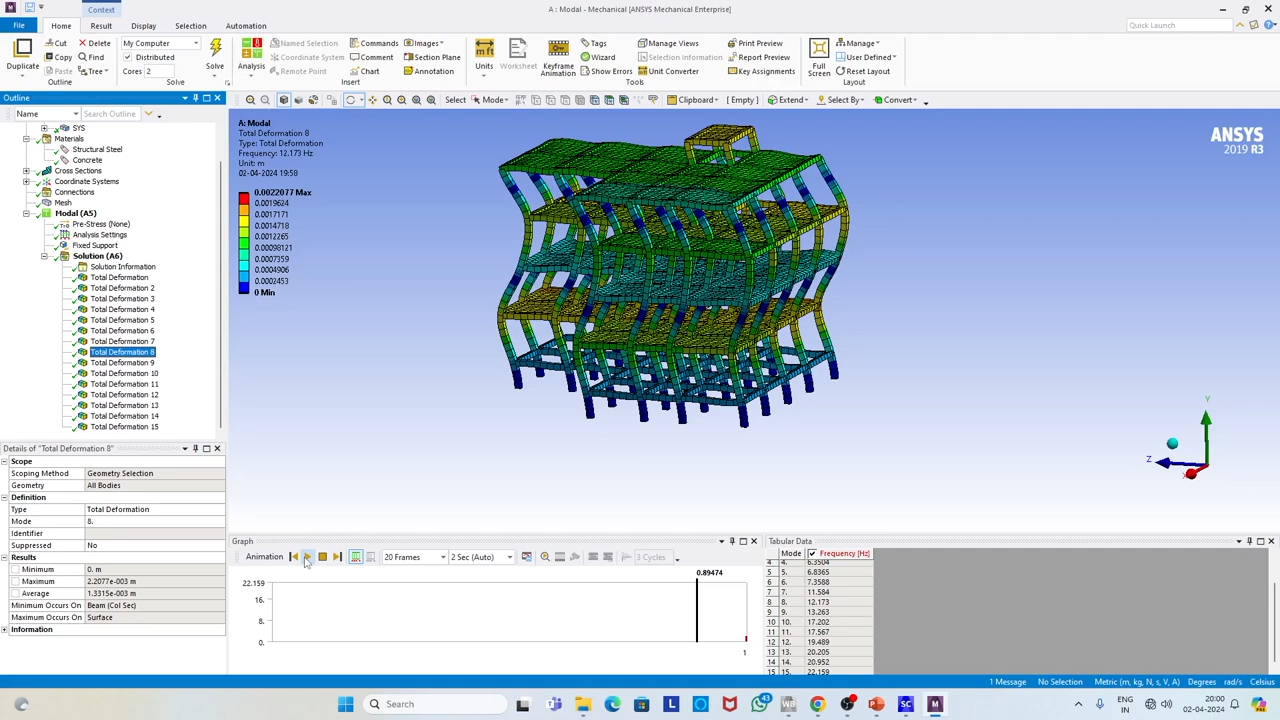 Context
A : Modal - Mechanical [ANSYS Mechanical Enterprise]
File Home Result Display Selection Automation
Quick Launch
Duplicate
Cut
Copy
Paste
Delete
Find
Tree
Outline
My Computer
Distributed
Cores 2
Solve
Solve
Analysis
Named Selection
Coordinate System
Remote Point
Commands
Comment
Chart
Images
Section Plane
Annotation
Insert
Units
Worksheet
Keyframe Animation
Tags
Wizard
Show Errors
Manage Views
Selection Information
Unit Converter
Print Preview
Report Preview
Key Assignments
Tools
Full Screen
Manage
User Defined
Reset Layout
Layout
Outline
Select Mode Clipboard [ Empty ] Extend Select By Convert
Name Search Outline
SYS
Materials
Structural Steel
Concrete
Cross Sections
Coordinate Systems
Connections
Mesh
Modal (A5)
Pre-Stress (None)
Analysis Settings
Fixed Support
Solution (A6)
Solution Information
Total Deformation
Total Deformation 2
Total Deformation 3
Total Deformation 4
Total Deformation 5
Total Deformation 6
Total Deformation 7
Total Deformation 8
Total Deformation 9
Total Deformation 10
Total Deformation 11
Total Deformation 12
Total Deformation 13
Total Deformation 14
Total Deformation 15
A: Modal
Total Deformation 8
Type: Total Deformation
Frequency: 12.173 Hz
Unit: m
02-04-2024 19:58
0.0022077 Max
0.0019624
0.0017171
0.0014718
0.0012265
0.00098121
0.0007359
0.0004906
0.0002453
0 Min
ANSYS
2019 R3
Y
Z
X
Details of "Total Deformation 8"
Scope
Scoping Method Geometry Selection
Geometry All Bodies
Definition
Type Total Deformation
Mode 8.
Identifier
Suppressed No
Results
Minimum 0. m
Maximum 2.2077e-003 m
Average 1.3315e-003 m
Minimum Occurs On Beam (Col Sec)
Maximum Occurs On Surface
Information
Graph
Animation 20 Frames 2 Sec (Auto) 3 Cycles
0.89474
22.159
16.
8.
0.
1
Tabular Data
Mode Frequency [Hz]
4 4. 6.3504
5 5. 6.8365
6 6. 7.3588
7 7. 11.584
8 8. 12.173
9 9. 13.263
10 10. 17.202
11 11. 17.567
12 12. 19.489
13 13. 20.205
14 14. 20.952
15 15. 22.159
1 Message No Selection Metric (m, kg, N, s, V, A) Degrees rad/s Celsius
Search
43
ENG
IN
20:00
02-04-2024